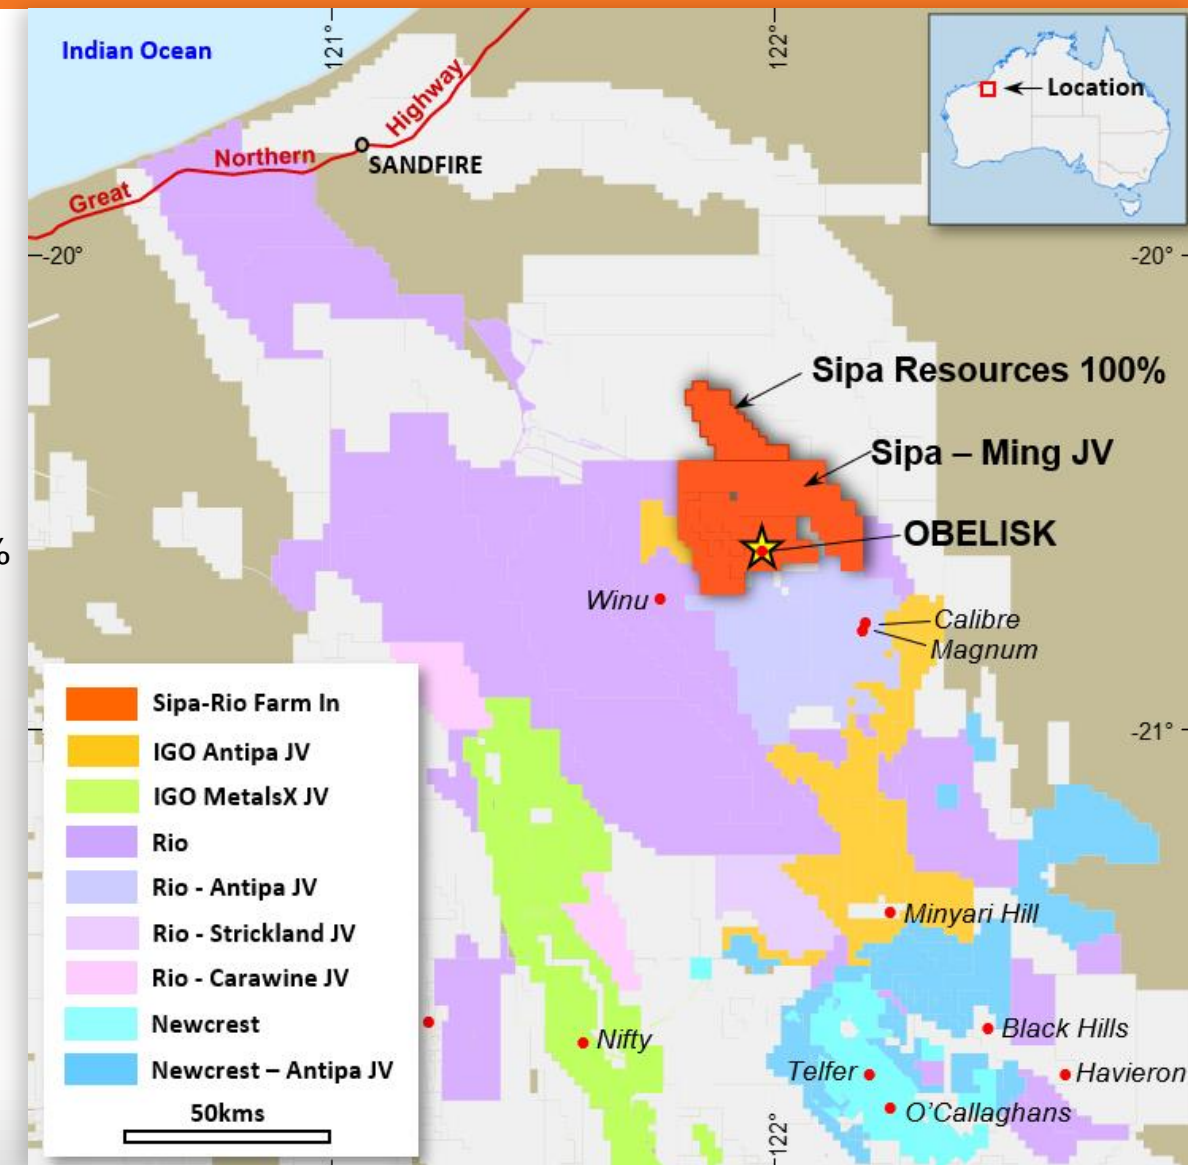 Indian Ocean
121°
122°
Location
Great Northern Highway
SANDFIRE
-20°
-20°
Sipa Resources 100%
Sipa – Ming JV
%
OBELISK
Winu
Calibre
Magnum
Sipa-Rio Farm In
IGO Antipa JV
-21°
IGO MetalsX JV
Rio
Rio - Antipa JV
Rio - Strickland JV
Rio - Carawine JV
Newcrest
Newcrest – Antipa JV
50kms
Minyari Hill
Black Hills
Nifty
Telfer
Havieron
O'Callaghans
122°